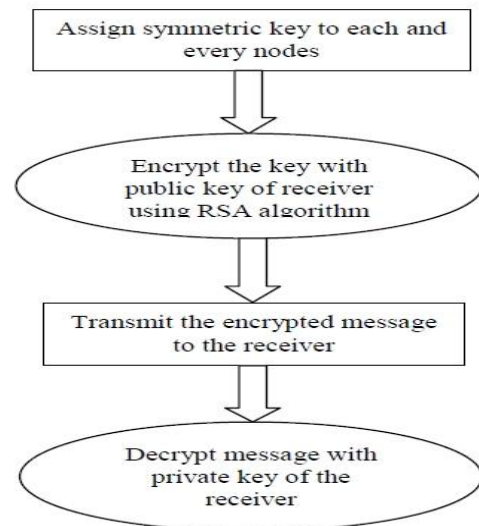 Assign symmetric key to each and
every nodes
Encrypt the key with
public key of receiver
using RSA algorithm
Transmit the encrypted message
to the receiver
Decrypt message with
private key of the
receiver